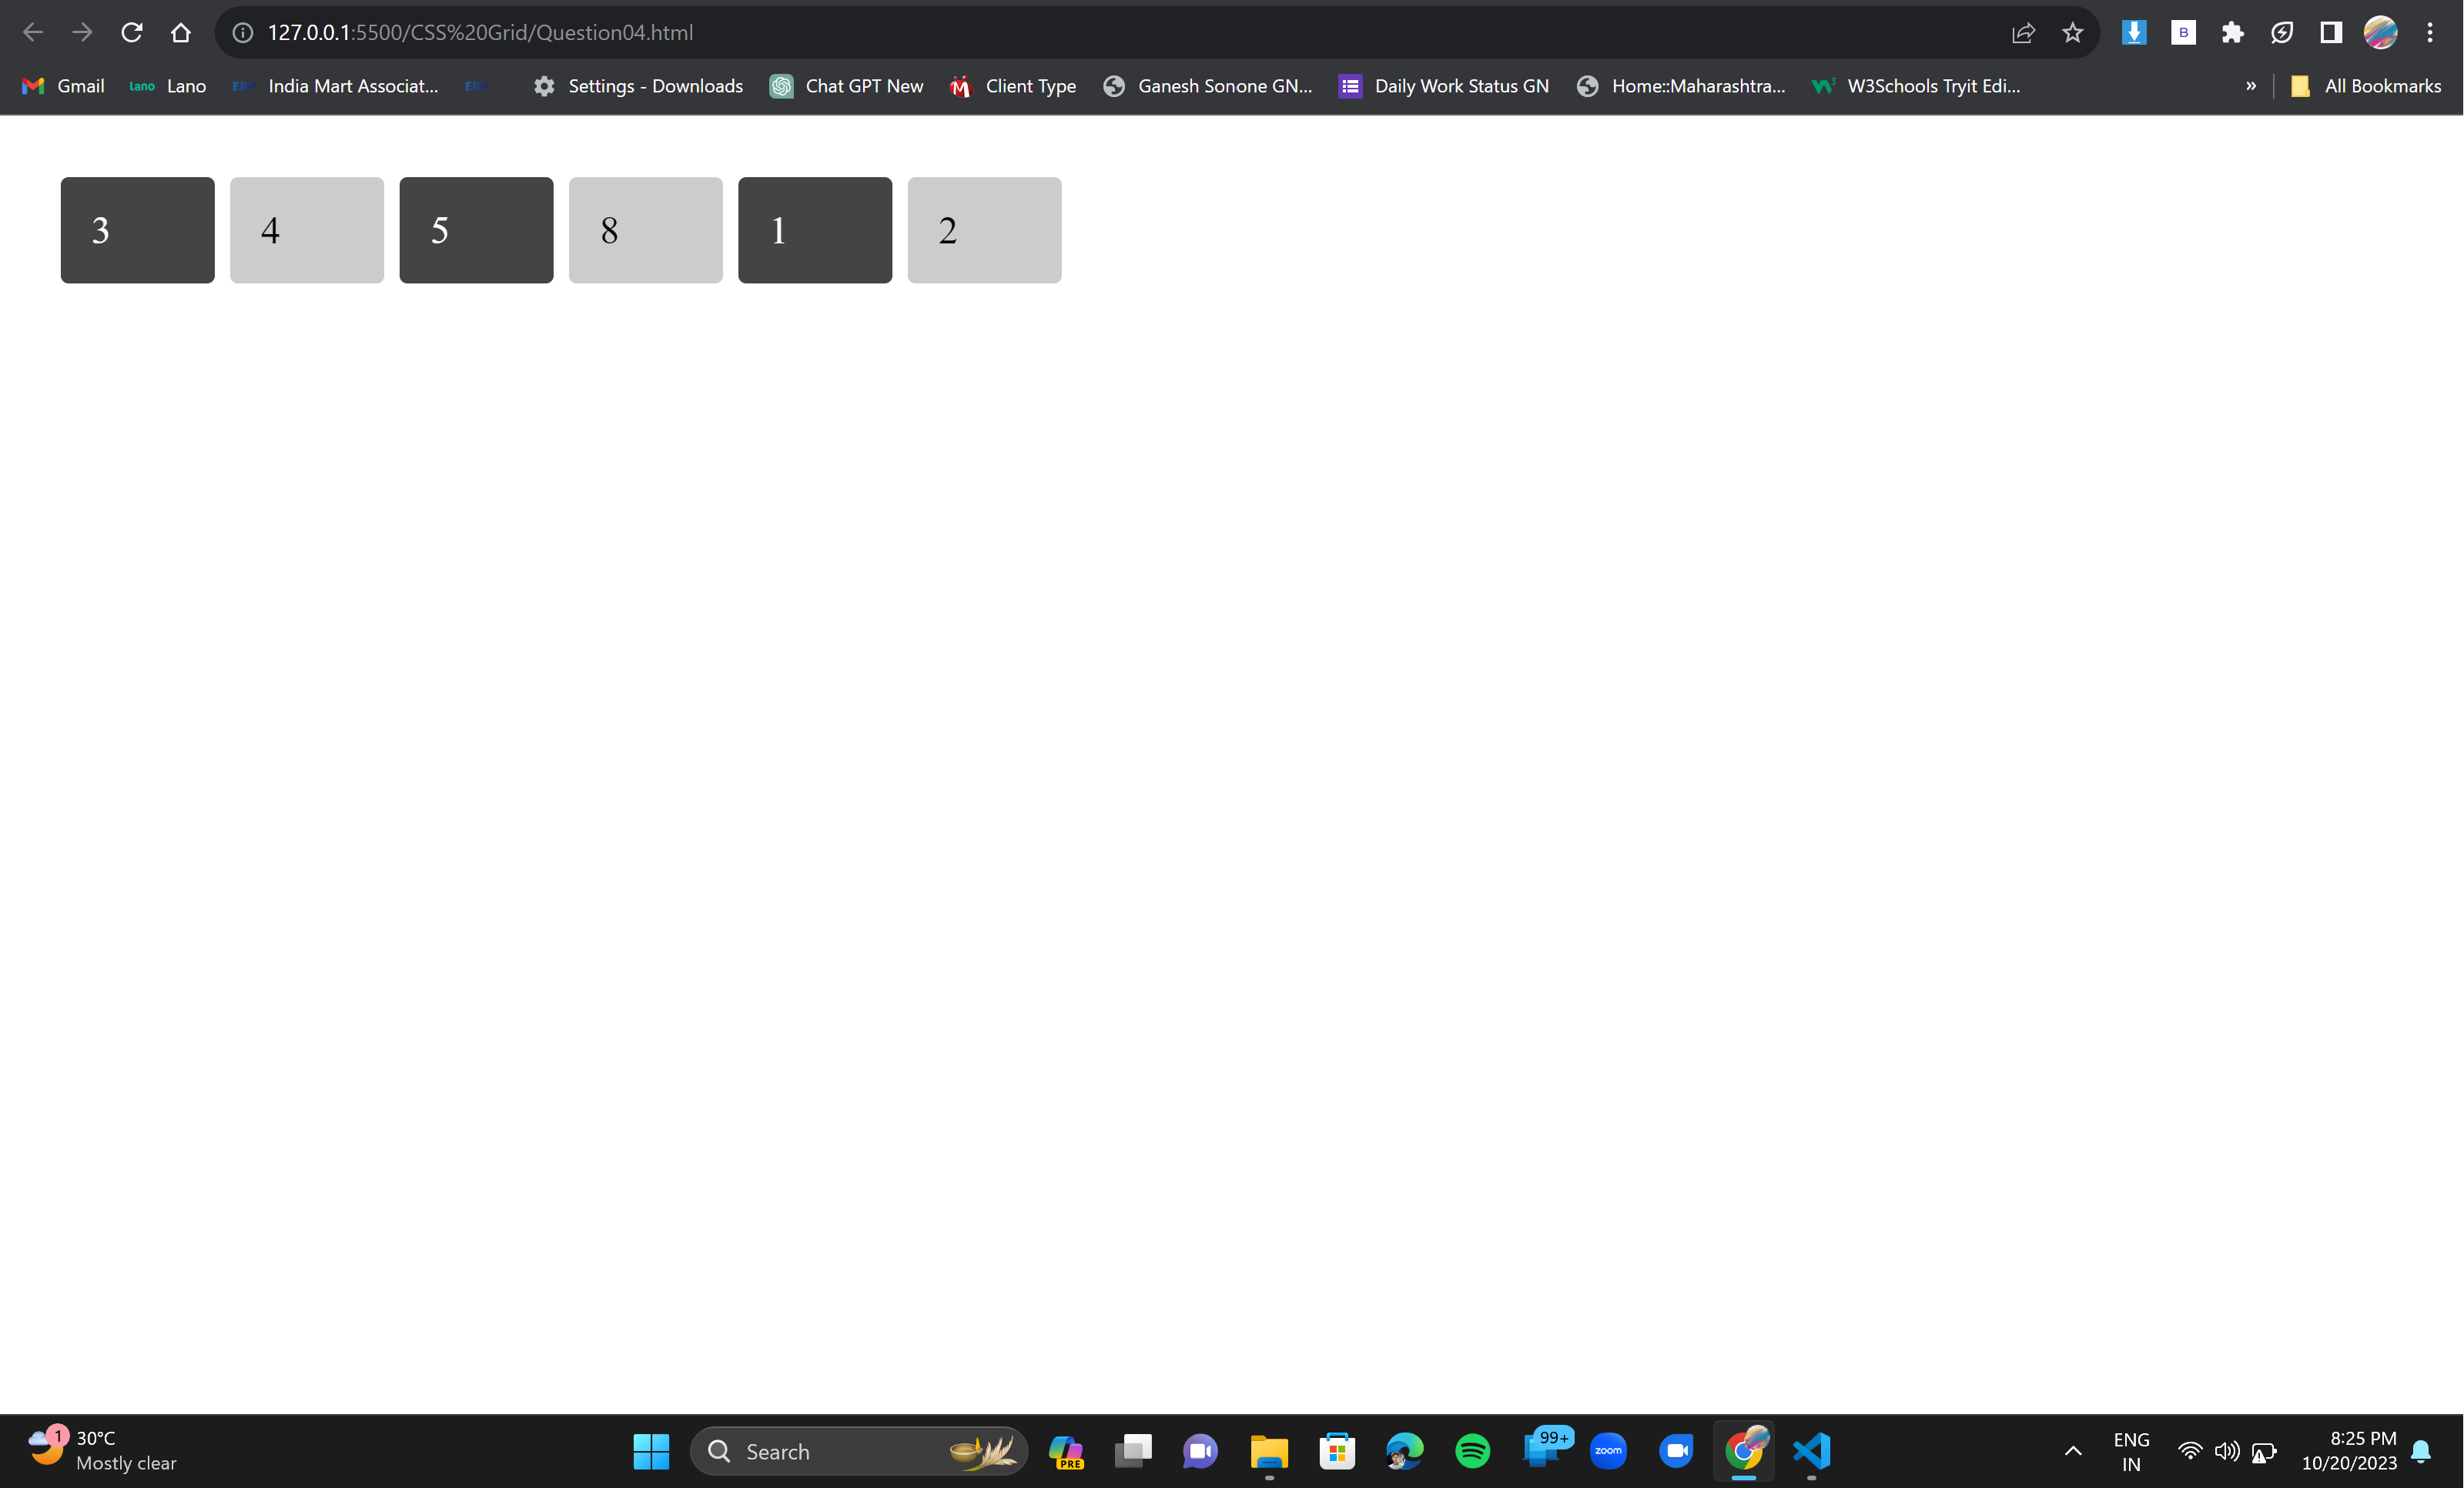 127.0.0.1:5500/CSS%20Grid/Question04.html
B
Gmail lano Lano ERP India Mart Associat... ERP Settings - Downloads Chat GPT New M Client Type Ganesh Sonone GN... Daily Work Status GN Home::Maharashtra... W3 W3Schools Tryit Edi... » All Bookmarks
3 4 5 8 1 2
1 30°C
Mostly clear
Search
PRE
99+
zoom
ENG
IN
8:25 PM
10/20/2023